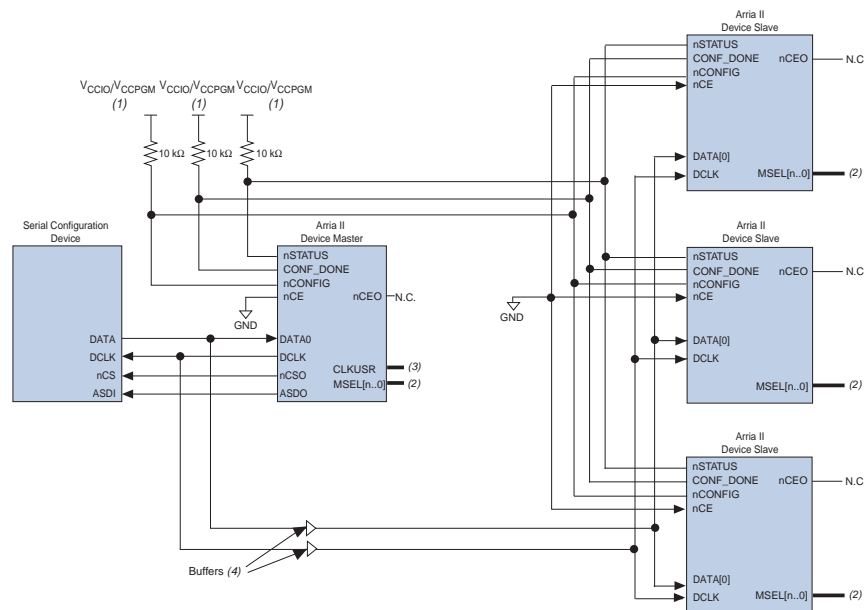 Arria II
Device Slave
nSTATUS
CONF_DONE
nCEO
N.C
nCONFIG
nCE
DATA[0]
DCLK
MSEL[n..0]
(2)
VCCIO/VCCPGM VCCIO/VCCPGM VCCIO/VCCPGM
(1) (1) (1)
10 kΩ 10 kΩ 10 kΩ
Serial Configuration
Device
DATA
DCLK
nCS
ASDI
Arria II
Device Master
nSTATUS
CONF_DONE
nCONFIG
nCE
nCEO
N.C.
GND
DATA0
DCLK
nCSO
ASDO
CLKUSR
(3)
MSEL[n..0]
(2)
Arria II
Device Slave
nSTATUS
CONF_DONE
nCEO
N.C
nCONFIG
nCE
GND
DATA[0]
DCLK
MSEL[n..0]
(2)
Arria II
Device Slave
nSTATUS
CONF_DONE
nCEO
N.C
nCONFIG
nCE
DATA[0]
DCLK
MSEL[n..0]
(2)
Buffers (4)